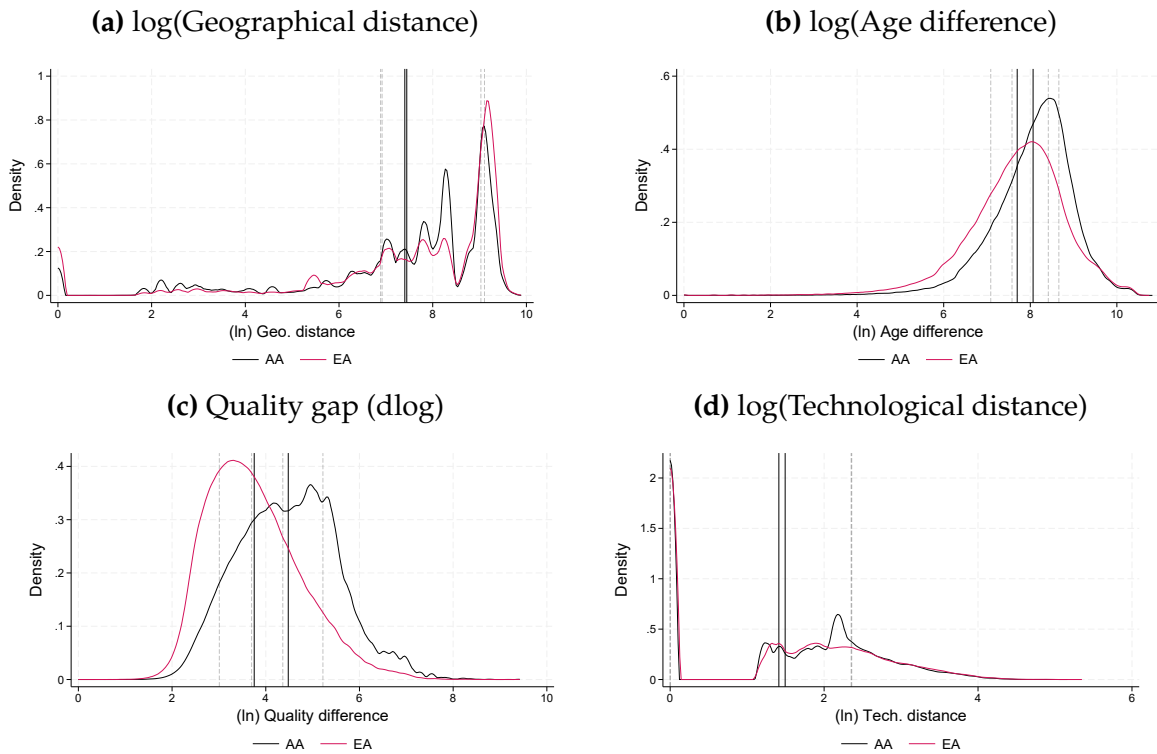 (a) log(Geographical distance)
1
.8
.6
.4
.2
0
Density
0 2 4 6 8 10
(ln) Geo. distance
AA EA
(b) log(Age difference)
.6
.4
.2
0
Density
0 2 4 6 8 10
(ln) Age difference
AA EA
(c) Quality gap (dlog)
.4
.3
.2
.1
0
Density
0 2 4 6 8 10
(ln) Quality difference
AA EA
(d) log(Technological distance)
2
1.5
1
.5
0
Density
0 2 4 6
(ln) Tech. distance
AA EA